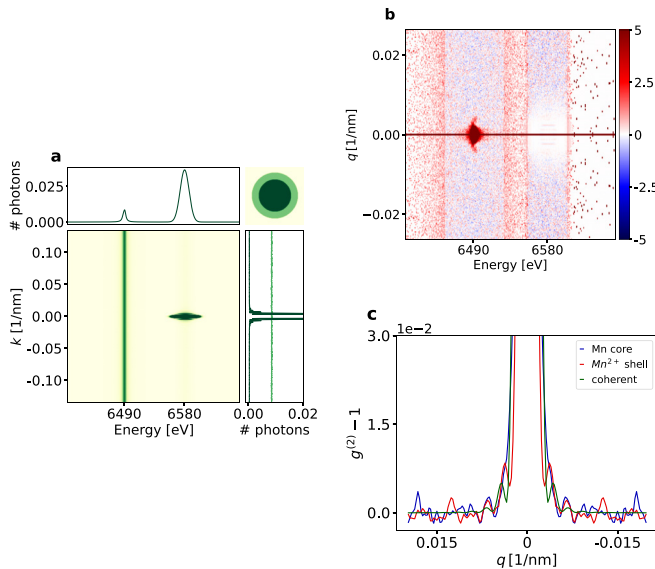 a
# photons
0.025
0.000
k [1/nm]
0.10
0.05
0.00
−0.05
−0.10
6490
6580
Energy [eV]
0.00
0.02
# photons
b
q [1/nm]
0.02
0.00
−0.02
6490
6580
Energy [eV]
5
2.5
0
−2.5
−5
c
1e−2
g⁽²⁾ − 1
3.0
1.5
0.0
Mn core
Mn²⁺ shell
coherent
0.015
0
-0.015
q [1/nm]